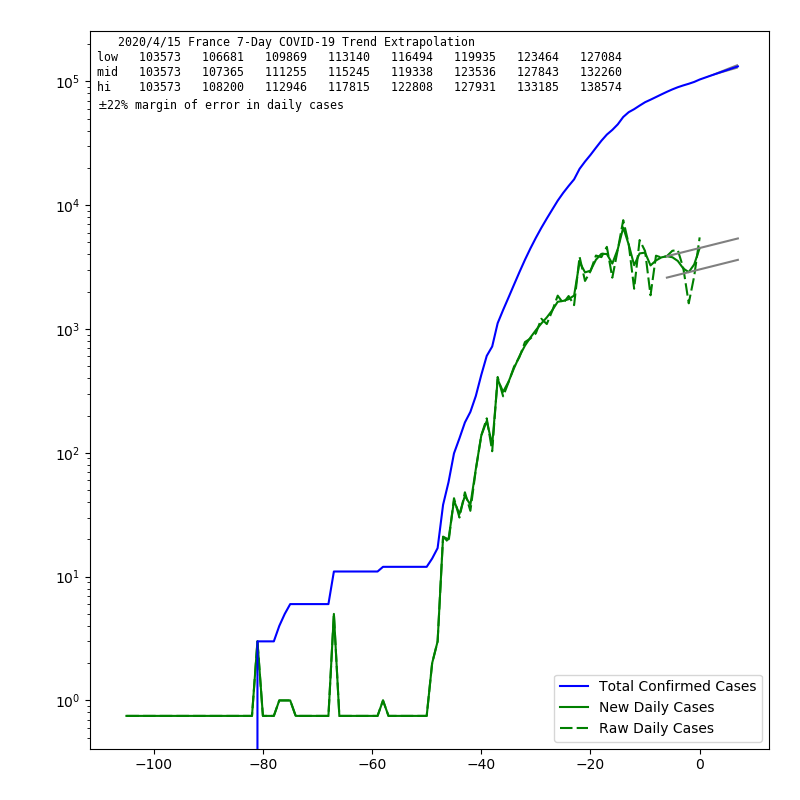 2020/4/15 France 7-Day COVID-19 Trend Extrapolation
low 103573 106681 109869 113140 116494 119935 123464 127084
mid 103573 107365 111255 115245 119338 123536 127843 132260
hi 103573 108200 112946 117815 122808 127931 133185 138574
±22% margin of error in daily cases
10⁵
10⁴
10³
10²
10¹
10⁰
Total Confirmed Cases
New Daily Cases
Raw Daily Cases
−100 −80 −60 −40 −20 0